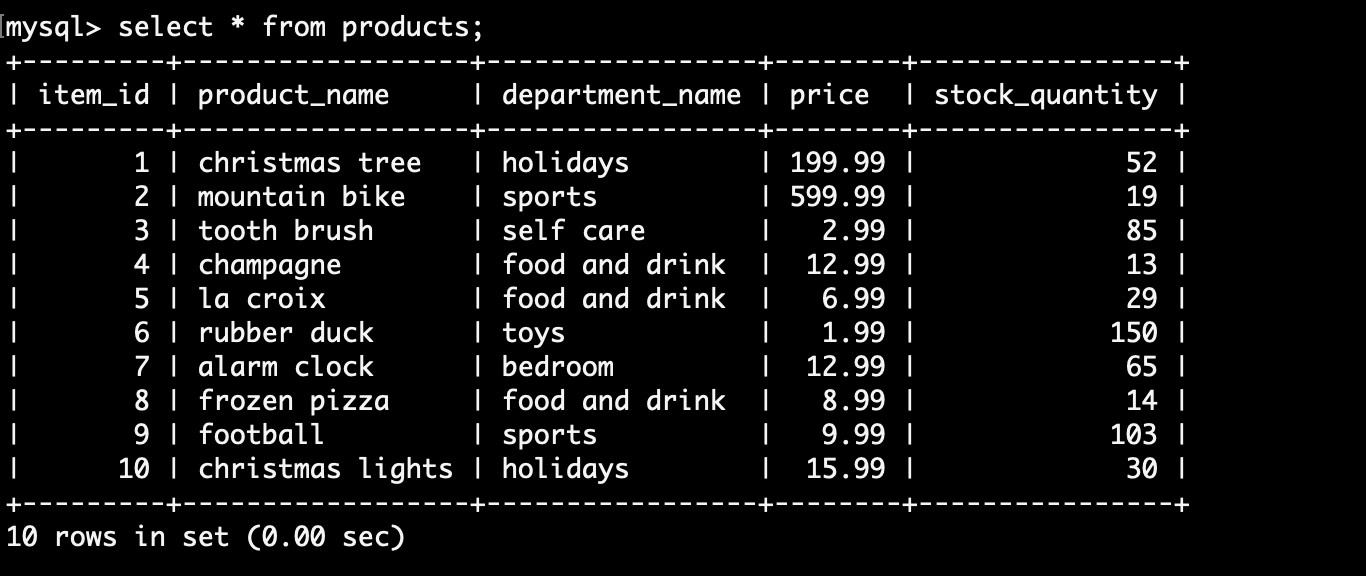 mysql> select * from products;
+---------+------------------+-----------------+--------+----------------+
| item_id | product_name     | department_name | price  | stock_quantity |
+---------+------------------+-----------------+--------+----------------+
|       1 | christmas tree   | holidays        | 199.99 |             52 |
|       2 | mountain bike    | sports          | 599.99 |             19 |
|       3 | tooth brush      | self care       |   2.99 |             85 |
|       4 | champagne        | food and drink  |  12.99 |             13 |
|       5 | la croix         | food and drink  |   6.99 |             29 |
|       6 | rubber duck      | toys            |   1.99 |            150 |
|       7 | alarm clock      | bedroom         |  12.99 |             65 |
|       8 | frozen pizza     | food and drink  |   8.99 |             14 |
|       9 | football         | sports          |   9.99 |            103 |
|      10 | christmas lights | holidays        |  15.99 |             30 |
+---------+------------------+-----------------+--------+----------------+
10 rows in set (0.00 sec)